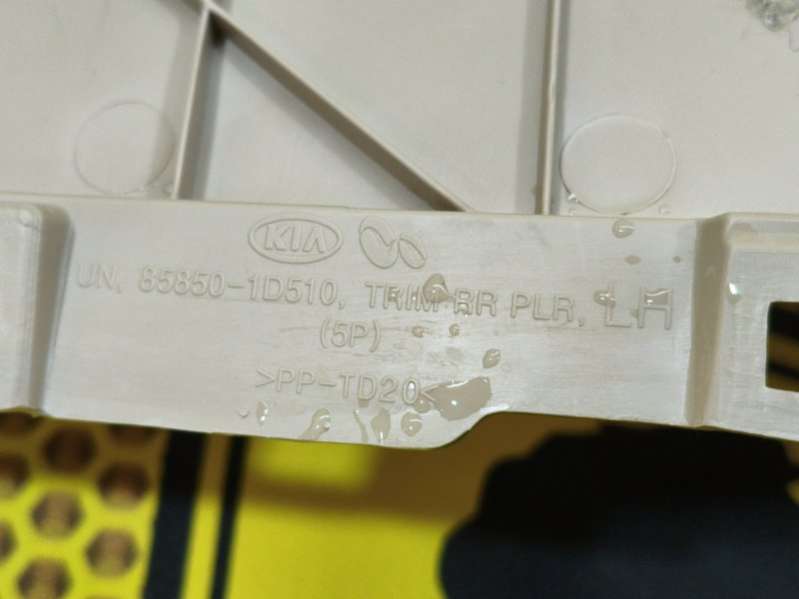 KIA
UN. 85850-1D510, TRIM RR PLR, LH
(5P)
>PP-TD20<